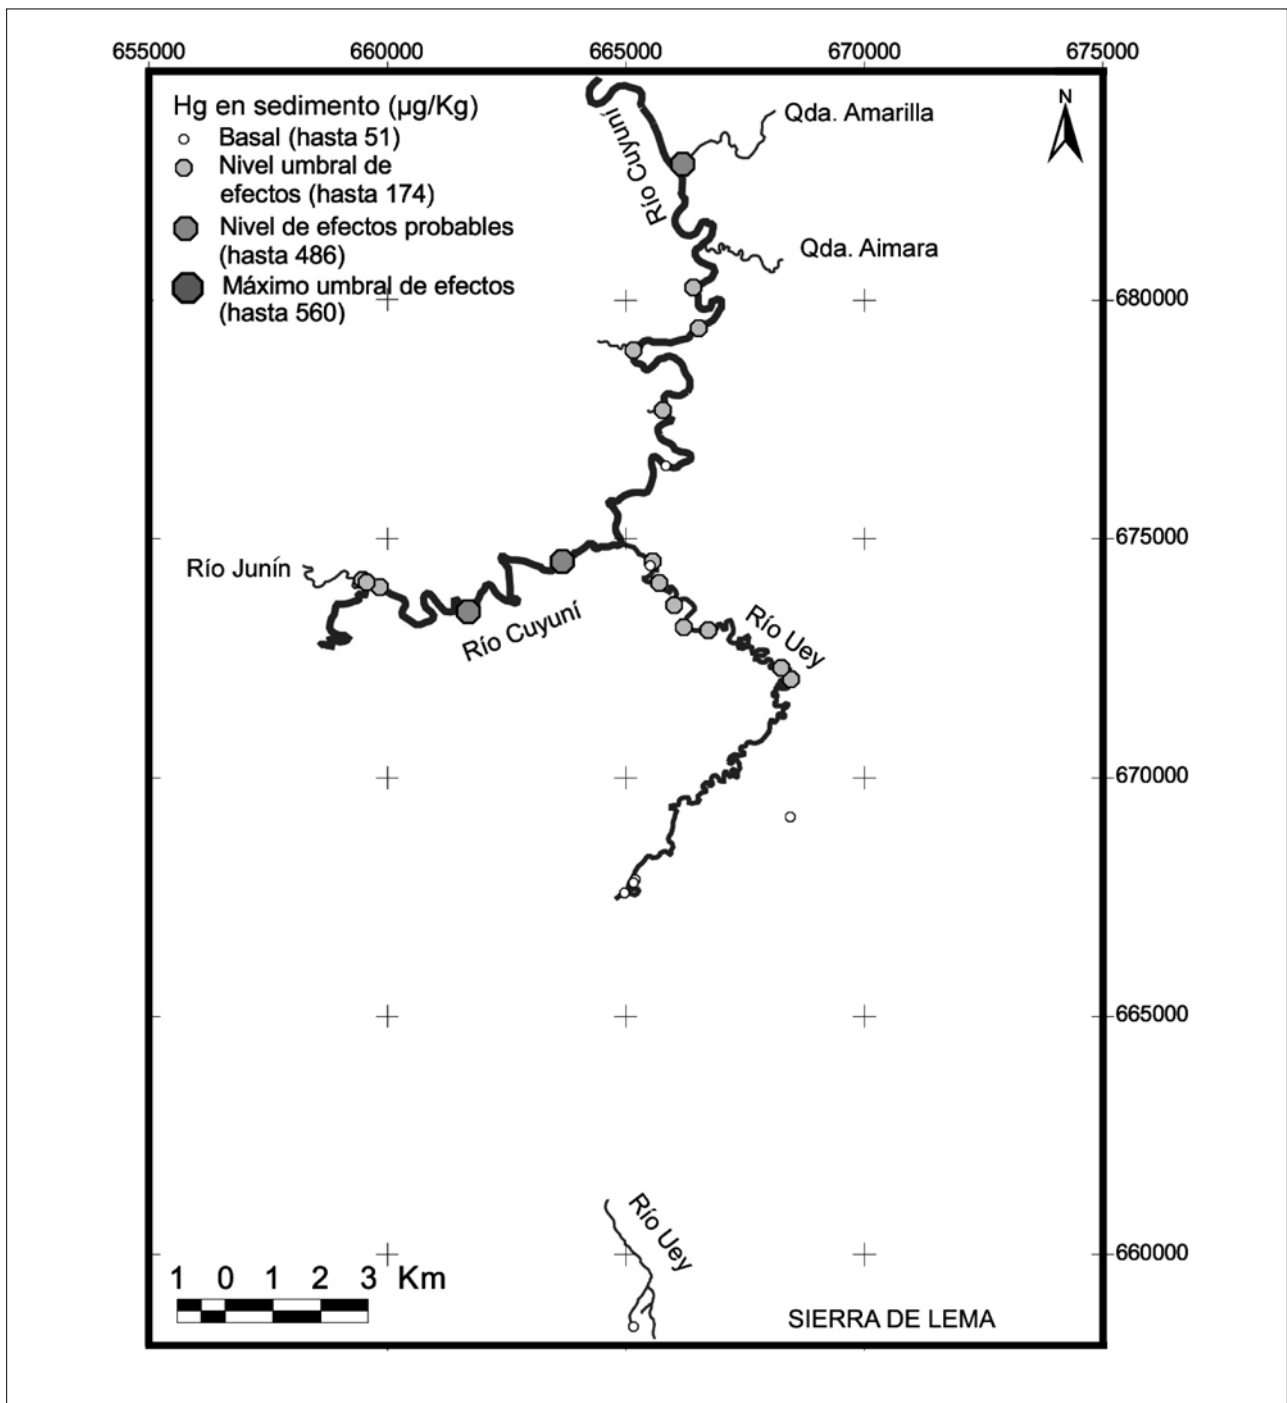 655000 660000 665000 670000 675000
Hg en sedimento (µg/Kg)
Basal (hasta 51)
Nivel umbral de
efectos (hasta 174)
Nivel de efectos probables
(hasta 486)
Máximo umbral de efectos
(hasta 560)
N
Qda. Amarilla
Río Cuyuní
Qda. Aimara
680000
675000
Río Junín
Río Cuyuní
Río Uey
670000
665000
Río Uey
660000
1 0 1 2 3 Km
SIERRA DE LEMA